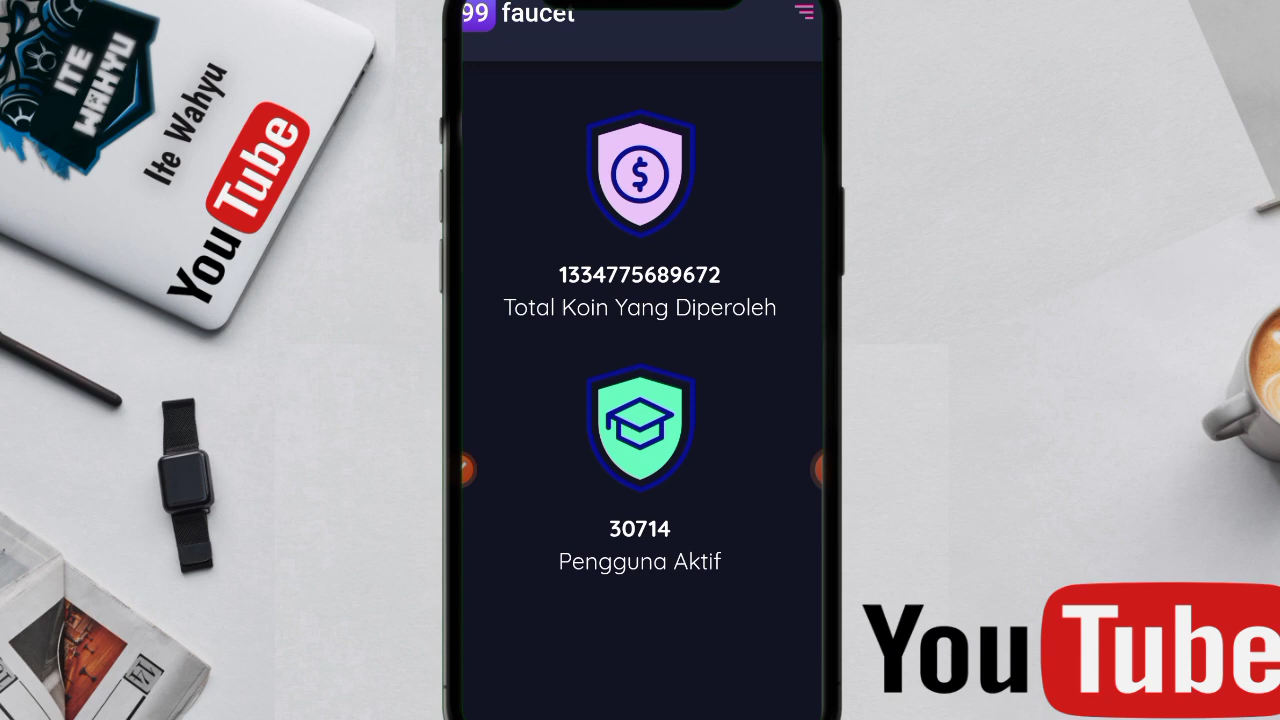 ITE
WAHYU
Ite Wahyu
YouTube
99 faucet
1334775689672
Total Koin Yang Diperoleh
30714
Pengguna Aktif
YouTube